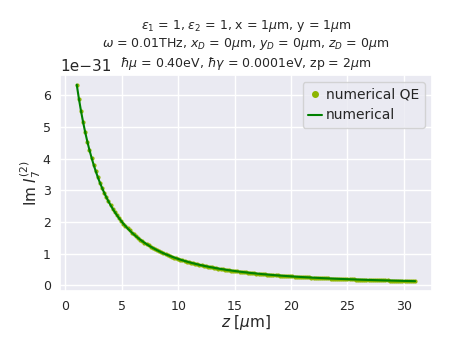 ε₁ = 1, ε₂ = 1, x = 1μm, y = 1μm
ω = 0.01THz, x_D = 0μm, y_D = 0μm, z_D = 0μm
ħμ = 0.40eV, ħγ = 0.0001eV, zp = 2μm
1e−31
numerical QE
numerical
6
5
4
3
2
1
0
Im I₇⁽²⁾
0 5 10 15 20 25 30
z [μm]